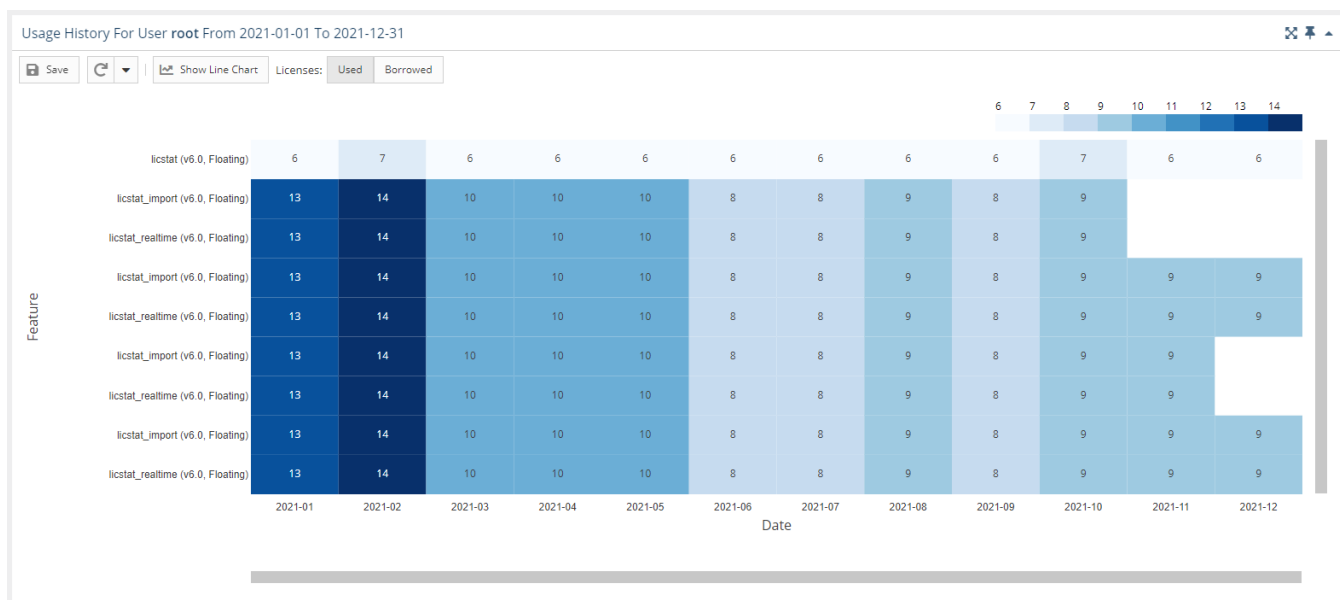 Usage History For User root From 2021-01-01 To 2021-12-31
Save Show Line Chart Licenses: Used Borrowed
6 7 8 9 10 11 12 13 14
licstat (v6.0, Floating) 6 7 6 6 6 6 6 6 6 7 6 6
licstat_import (v6.0, Floating) 13 14 10 10 10 8 8 9 8 9
licstat_realtime (v6.0, Floating) 13 14 10 10 10 8 8 9 8 9
licstat_import (v6.0, Floating) 13 14 10 10 10 8 8 9 8 9 9 9
Feature
licstat_realtime (v6.0, Floating) 13 14 10 10 10 8 8 9 8 9 9 9
licstat_import (v6.0, Floating) 13 14 10 10 10 8 8 9 8 9 9
licstat_realtime (v6.0, Floating) 13 14 10 10 10 8 8 9 8 9 9
licstat_import (v6.0, Floating) 13 14 10 10 10 8 8 9 8 9 9 9
licstat_realtime (v6.0, Floating) 13 14 10 10 10 8 8 9 8 9 9 9
2021-01 2021-02 2021-03 2021-04 2021-05 2021-06 2021-07 2021-08 2021-09 2021-10 2021-11 2021-12
Date